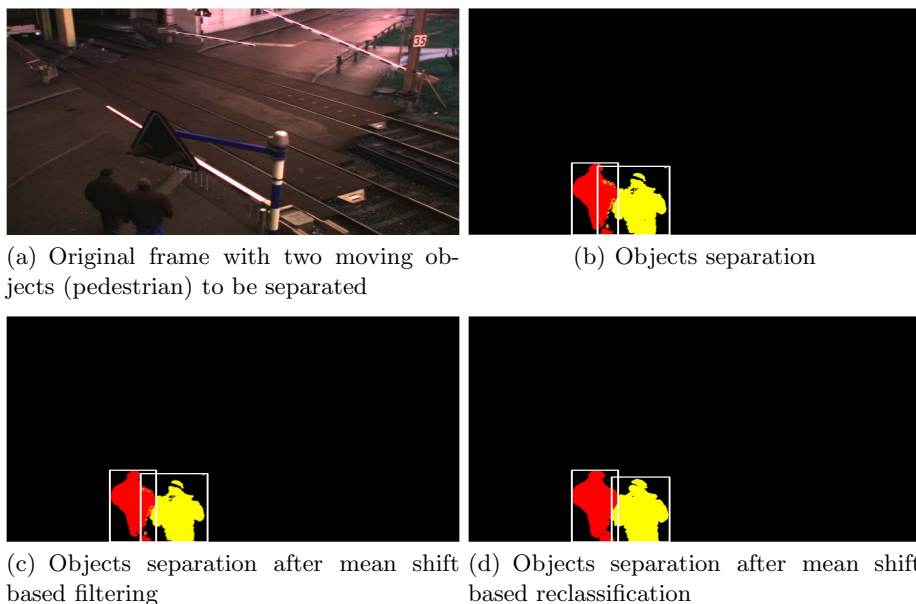 35
(a) Original frame with two moving ob-
jects (pedestrian) to be separated
(b) Objects separation
(c) Objects separation after mean shift
based filtering
(d) Objects separation after mean shift
based reclassification